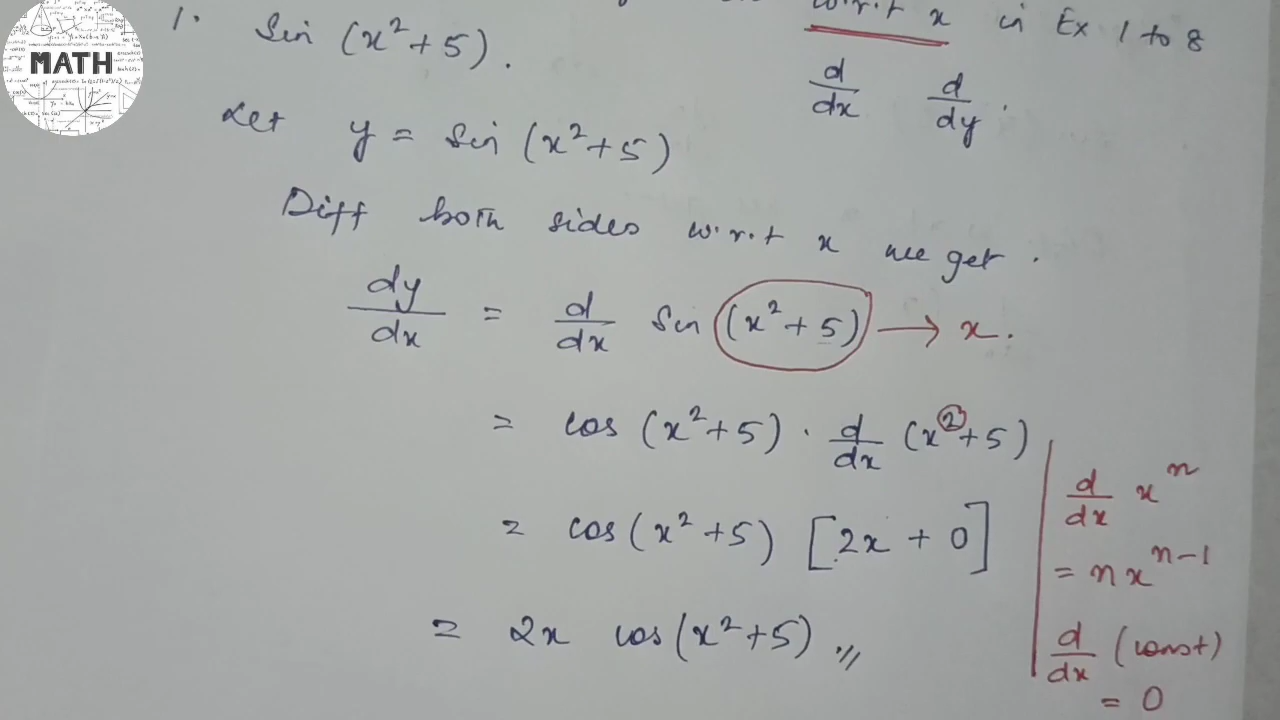 MATH
w.r.t x in Ex 1 to 8
1. Sin (x²+5).
d/dx d/dy.
Let y = Sin (x²+5)
Diff both sides w.r.t x we get.
dy/dx = d/dx Sin (x²+5) → x.
= cos (x²+5) · d/dx (x²+5)
= cos (x²+5) [2x + 0]
= 2x cos (x²+5) .//
d/dx xⁿ
= n xⁿ⁻¹
d/dx (const)
= 0